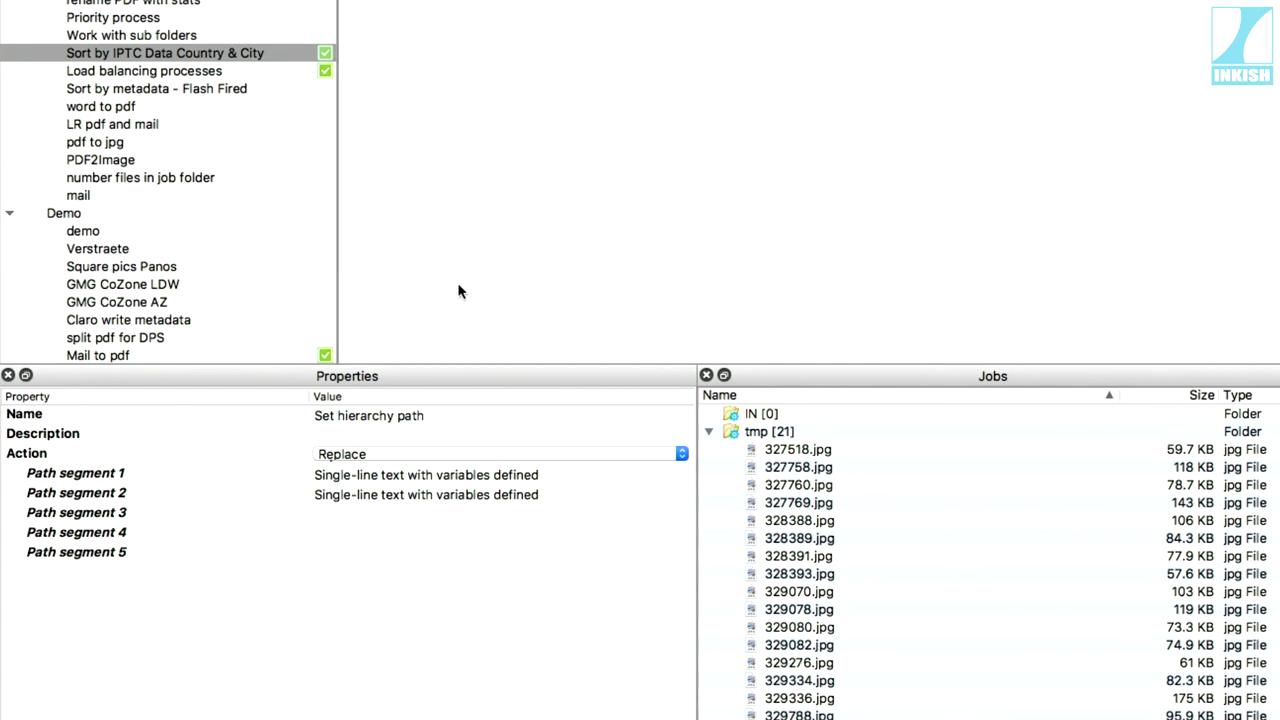 rename PDF with stats
Priority process
Work with sub folders
Sort by IPTC Data Country & City
Load balancing processes
Sort by metadata - Flash Fired
word to pdf
LR pdf and mail
pdf to jpg
PDF2Image
number files in job folder
mail
Demo
demo
Verstraete
Square pics Panos
GMG CoZone LDW
GMG CoZone AZ
Claro write metadata
split pdf for DPS
Mail to pdf
INKISH
Properties
Property Value
Name Set hierarchy path
Description
Action Replace
Path segment 1 Single-line text with variables defined
Path segment 2 Single-line text with variables defined
Path segment 3
Path segment 4
Path segment 5
Jobs
Name Size Type
IN [0] Folder
tmp [21] Folder
327518.jpg 59.7 KB jpg File
327758.jpg 118 KB jpg File
327760.jpg 78.7 KB jpg File
327769.jpg 143 KB jpg File
328388.jpg 106 KB jpg File
328389.jpg 84.3 KB jpg File
328391.jpg 77.9 KB jpg File
328393.jpg 57.6 KB jpg File
329070.jpg 103 KB jpg File
329078.jpg 119 KB jpg File
329080.jpg 73.3 KB jpg File
329082.jpg 74.9 KB jpg File
329276.jpg 61 KB jpg File
329334.jpg 82.3 KB jpg File
329336.jpg 175 KB jpg File
329788.jpg 95.9 KB jpg File